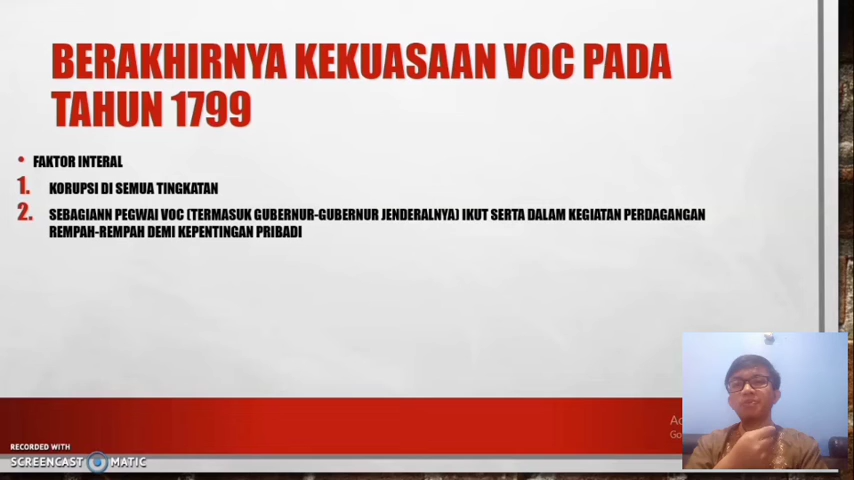 BERAKHIRNYA KEKUASAAN VOC PADA
TAHUN 1799
• FAKTOR INTERAL
1. KORUPSI DI SEMUA TINGKATAN
2. SEBAGIANN PEGWAI VOC (TERMASUK GUBERNUR-GUBERNUR JENDERALNYA) IKUT SERTA DALAM KEGIATAN PERDAGANGAN
REMPAH-REMPAH DEMI KEPENTINGAN PRIBADI
RECORDED WITH
SCREENCAST MATIC